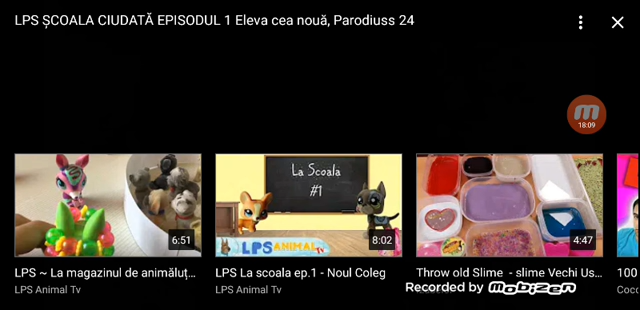 LPS ȘCOALA CIUDATĂ EPISODUL 1 Eleva cea nouă, Parodiuss 24
18:09
La Scoala
#1
LPS ANIMAL Tv
6:51
8:02
4:47
LPS ~ La magazinul de animăluț...
LPS Animal Tv
LPS La scoala ep.1 - Noul Coleg
LPS Animal Tv
Throw old Slime - slime Vechi Us...
100
Coco
Recorded by mobizen